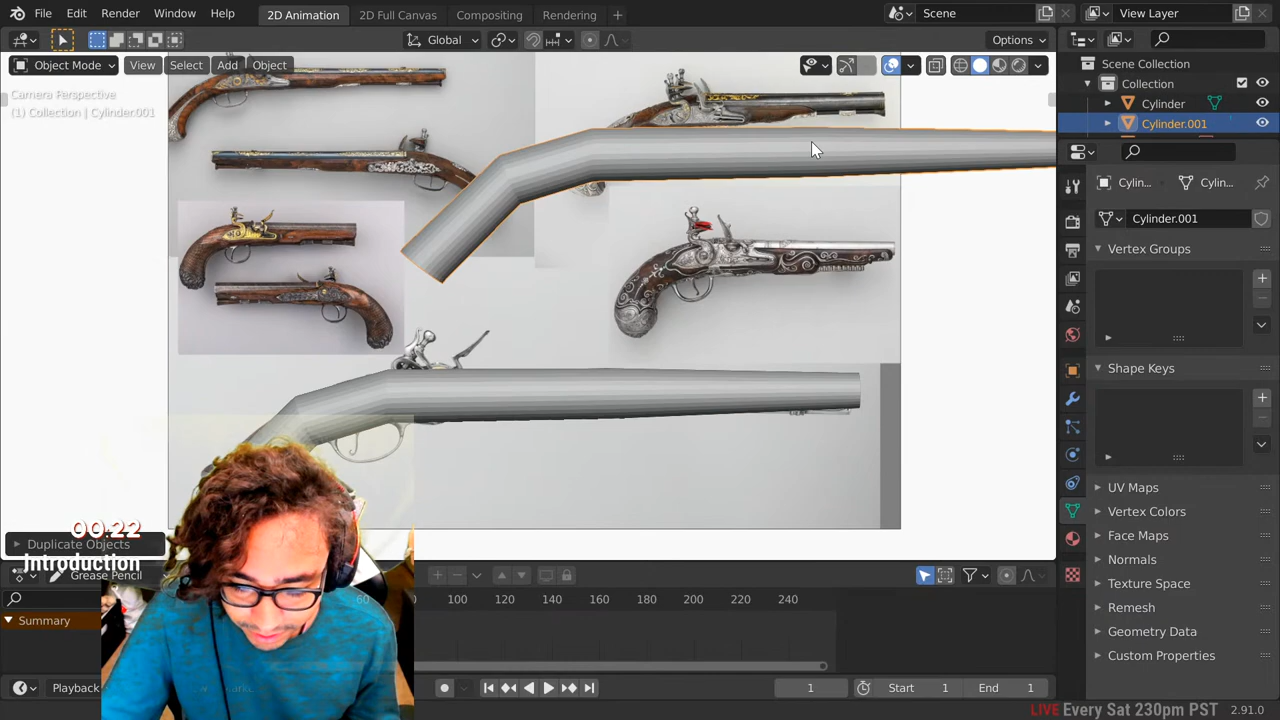 File Edit Render Window Help 2D Animation 2D Full Canvas Compositing Rendering + Scene View Layer
Global Options
Object Mode View Select Add Object
Camera Perspective
(1) Collection | Cylinder.001
Scene Collection
Collection
Cylinder
Cylinder.001
Cylin... Cylin...
Cylinder.001
Vertex Groups
Shape Keys
UV Maps
Vertex Colors
Face Maps
Normals
Texture Space
Remesh
Geometry Data
Custom Properties
00:22
Duplicate Objects
Introduction
Grease Pencil
60 80 100 120 140 160 180 200 220 240
Summary
Playback
1 Start 1 End 1
LIVE Every Sat 230pm PST 2.91.0